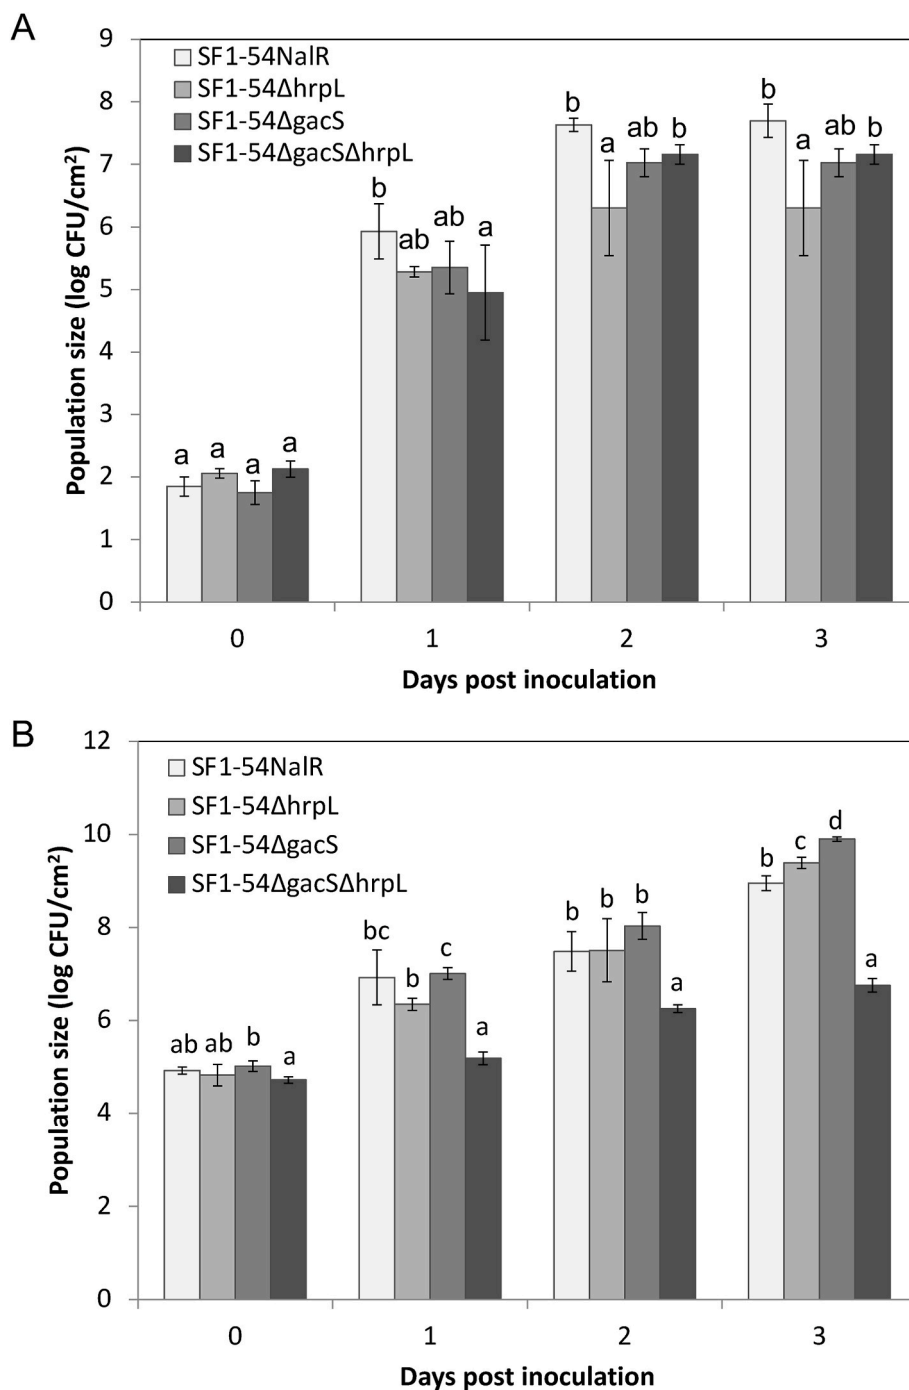 A
9
8
7
6
5
4
3
2
1
0
Population size (log CFU/cm²)
SF1-54NalR
SF1-54ΔhrpL
SF1-54ΔgacS
SF1-54ΔgacSΔhrpL
a a a a
b ab ab a
b a ab b
b a ab b
0 1 2 3
Days post inoculation
B
12
10
8
6
4
2
0
Population size (log CFU/cm²)
SF1-54NalR
SF1-54ΔhrpL
SF1-54ΔgacS
SF1-54ΔgacSΔhrpL
ab ab b a
bc b c a
b b b a
b c d a
0 1 2 3
Days post inoculation